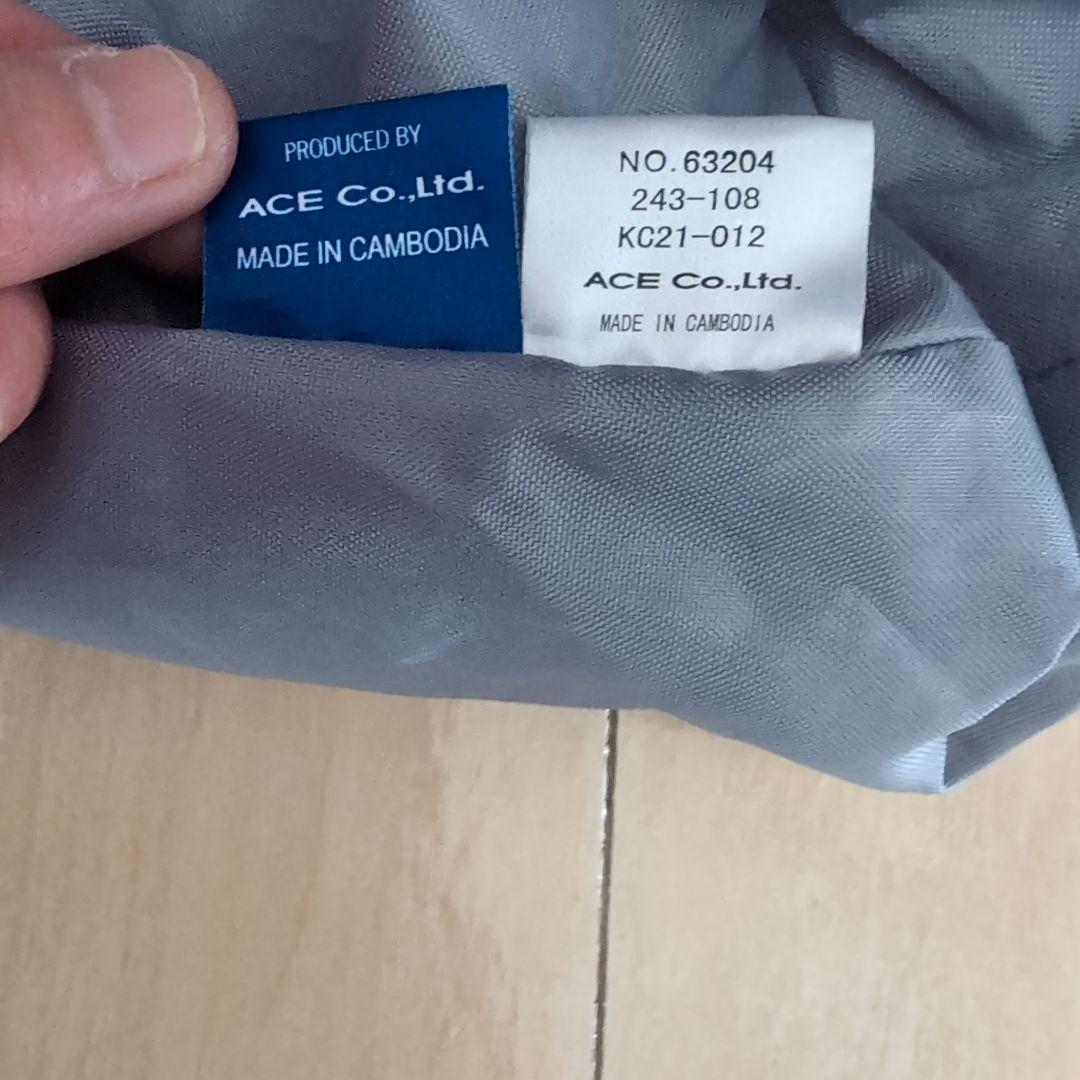 PRODUCED BY
ACE Co.,Ltd.
MADE IN CAMBODIA
NO.63204
243-108
KC21-012
ACE Co.,Ltd.
MADE IN CAMBODIA